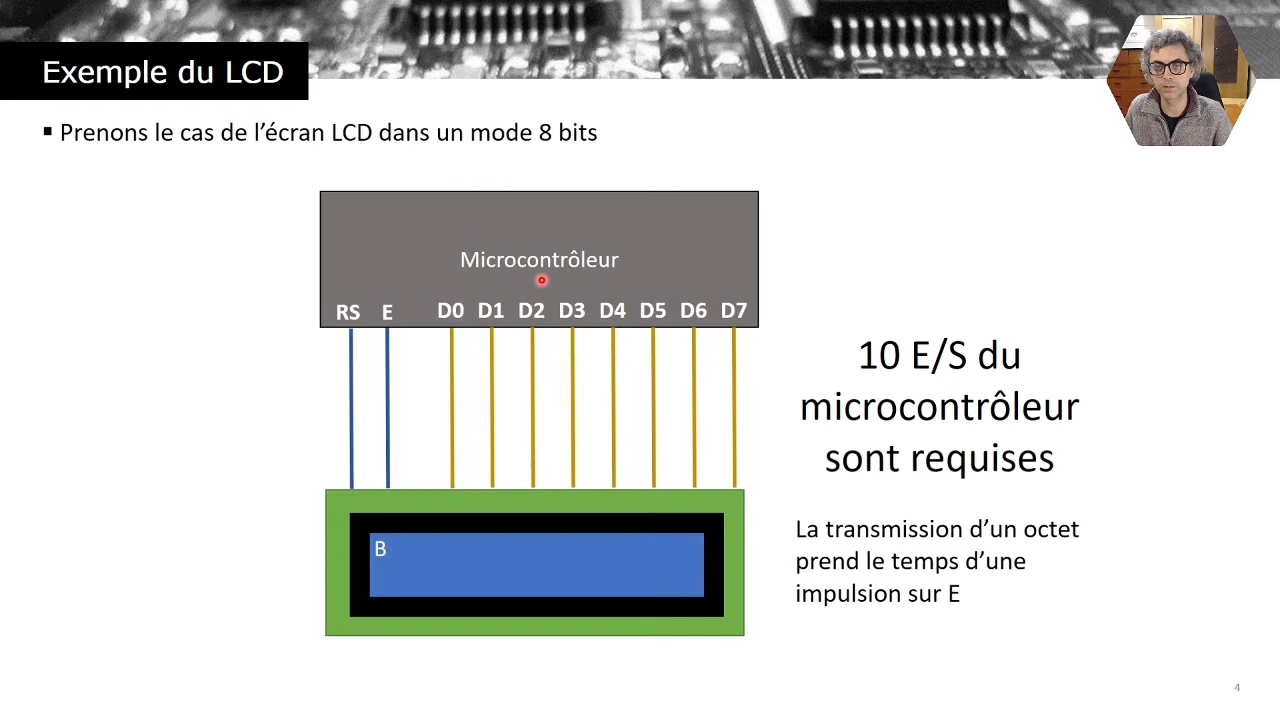 Exemple du LCD
▪ Prenons le cas de l’écran LCD dans un mode 8 bits
Microcontrôleur
RS E D0 D1 D2 D3 D4 D5 D6 D7
10 E/S du
microcontrôleur
sont requises
B
La transmission d’un octet
prend le temps d’une
impulsion sur E
4